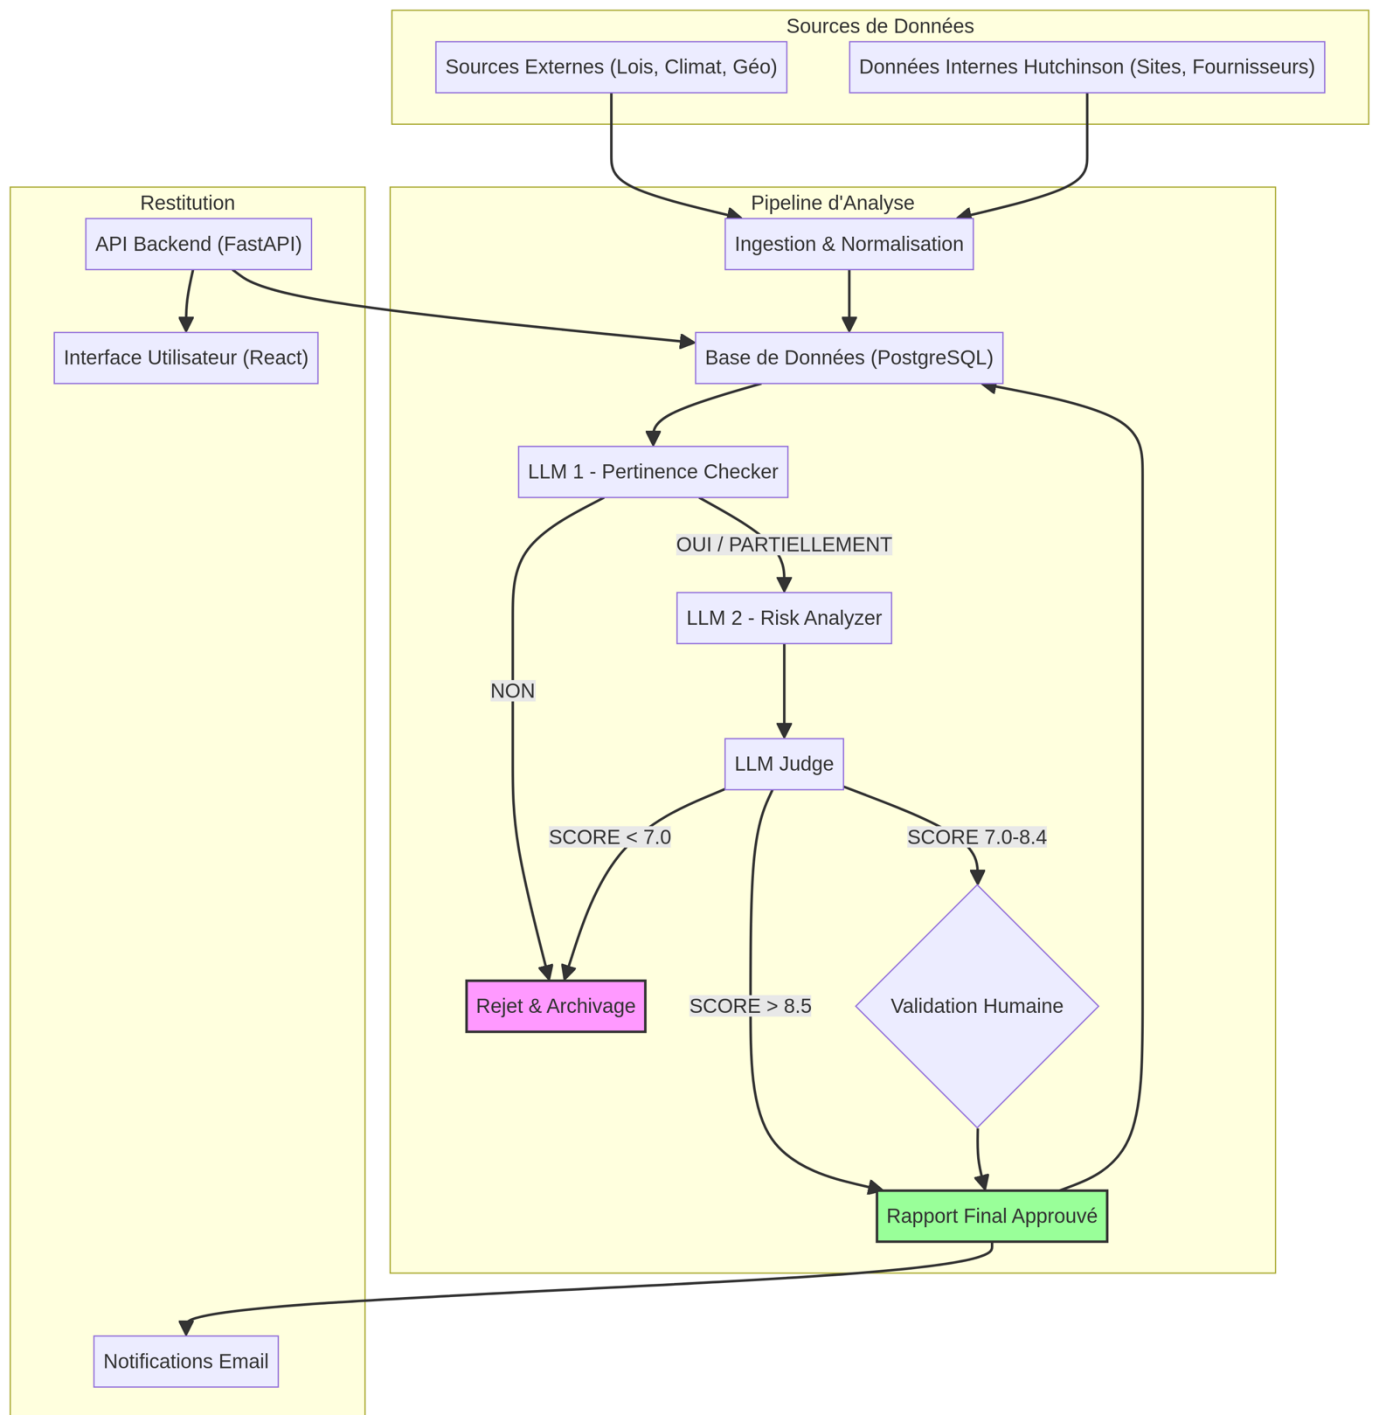 Sources de Données
Sources Externes (Lois, Climat, Géo)
Données Internes Hutchinson (Sites, Fournisseurs)
Restitution
Pipeline d'Analyse
API Backend (FastAPI)
Ingestion & Normalisation
Interface Utilisateur (React)
Base de Données (PostgreSQL)
LLM 1 - Pertinence Checker
OUI / PARTIELLEMENT
LLM 2 - Risk Analyzer
NON
LLM Judge
SCORE < 7.0
SCORE 7.0-8.4
Rejet & Archivage
SCORE > 8.5
Validation Humaine
Rapport Final Approuvé
Notifications Email